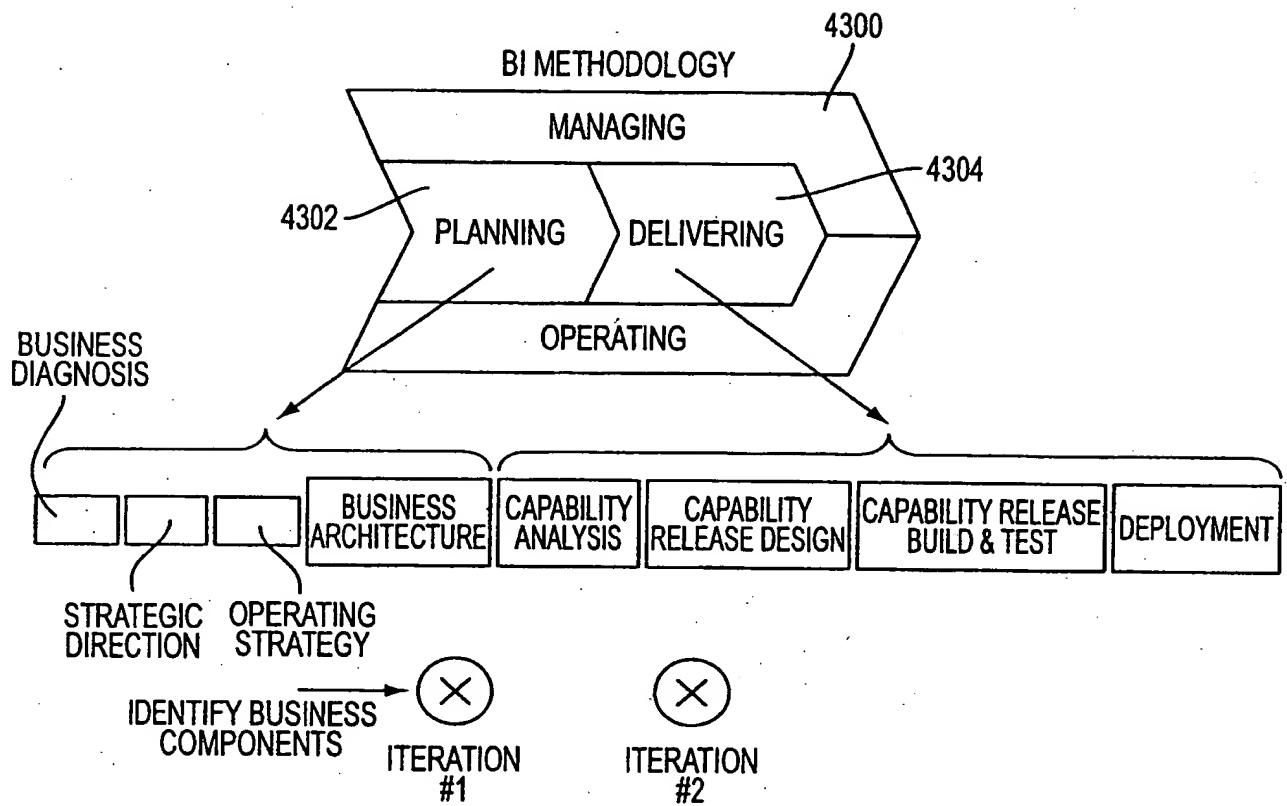 4300
BI METHODOLOGY
MANAGING
4304
4302
PLANNING
DELIVERING
OPERATING
BUSINESS
DIAGNOSIS
BUSINESS
ARCHITECTURE
CAPABILITY
ANALYSIS
CAPABILITY
RELEASE DESIGN
CAPABILITY RELEASE
BUILD & TEST
DEPLOYMENT
STRATEGIC
DIRECTION
OPERATING
STRATEGY
IDENTIFY BUSINESS
COMPONENTS
ITERATION
#1
ITERATION
#2